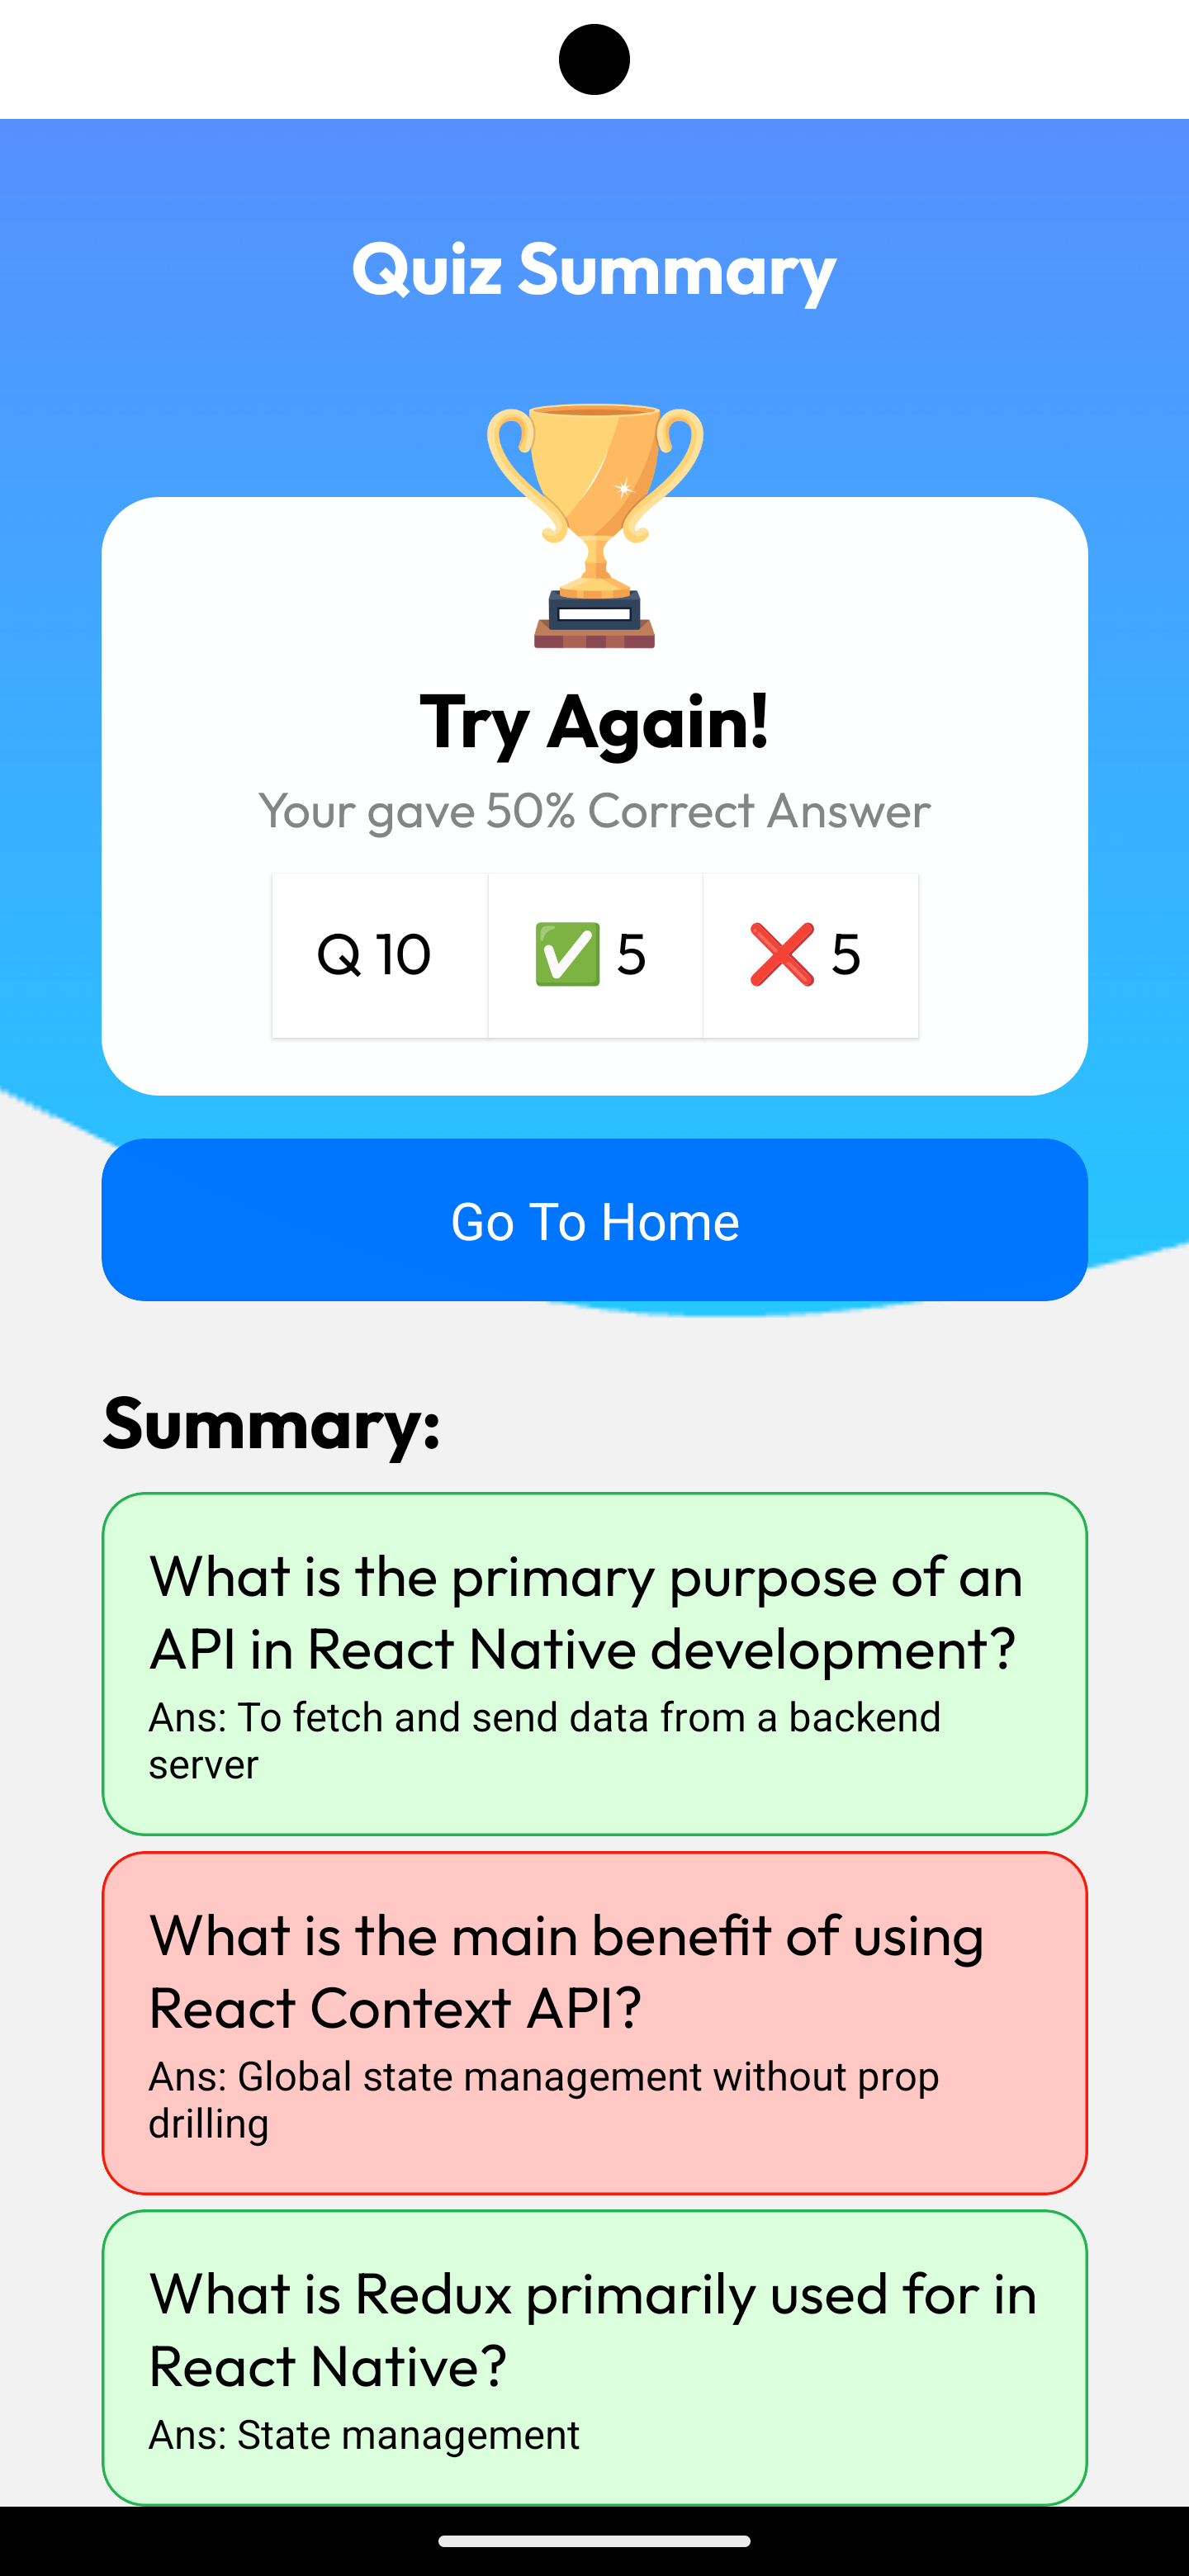 Quiz Summary
Try Again!
Your gave 50% Correct Answer
Q 10 ✅ 5 ❌ 5
Go To Home
Summary:
What is the primary purpose of an
API in React Native development?
Ans: To fetch and send data from a backend
server
What is the main benefit of using
React Context API?
Ans: Global state management without prop
drilling
What is Redux primarily used for in
React Native?
Ans: State management